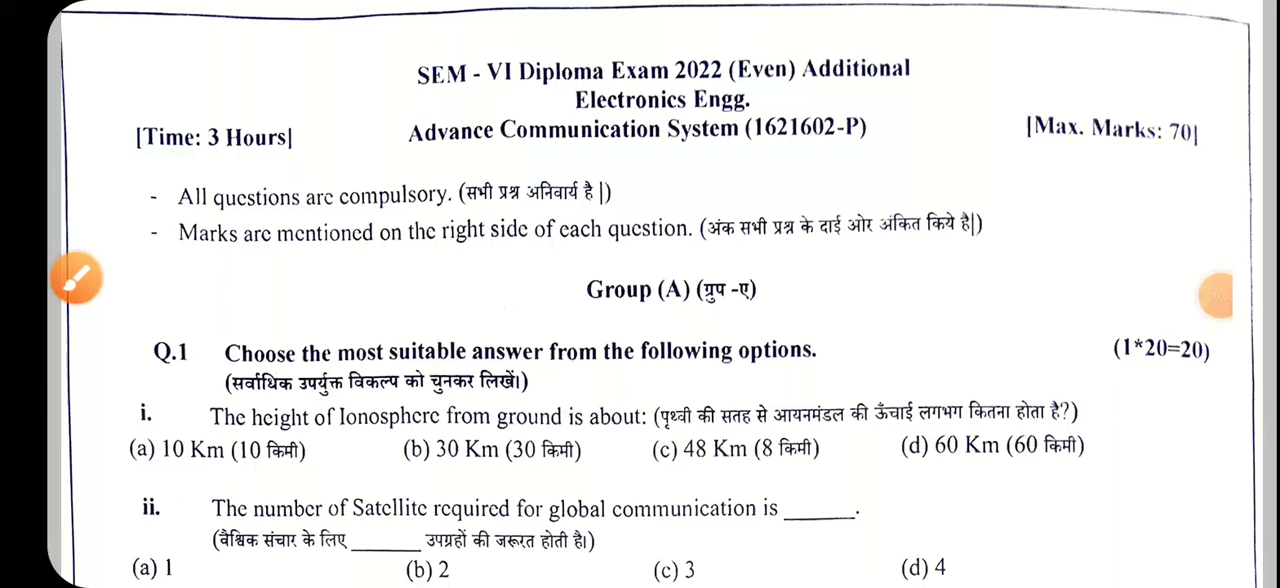 SEM - VI Diploma Exam 2022 (Even) Additional
Electronics Engg.
[Time: 3 Hours] Advance Communication System (1621602-P) [Max. Marks: 70]
- All questions are compulsory. (सभी प्रश्न अनिवार्य है|)
- Marks are mentioned on the right side of each question. (अंक सभी प्रश्न के दाई ओर अंकित किये है|)
Group (A) (ग्रुप -ए)
Q.1 Choose the most suitable answer from the following options. (1*20=20)
(सर्वाधिक उपर्युक्त विकल्प को चुनकर लिखें।)
i. The height of Ionosphere from ground is about: (पृथ्वी की सतह से आयनमंडल की ऊँचाई लगभग कितना होता है?)
(a) 10 Km (10 किमी) (b) 30 Km (30 किमी) (c) 48 Km (8 किमी) (d) 60 Km (60 किमी)
ii. The number of Satellite required for global communication is ______.
(वैश्विक संचार के लिए ______ उपग्रहों की जरूरत होती है।)
(a) 1 (b) 2 (c) 3 (d) 4